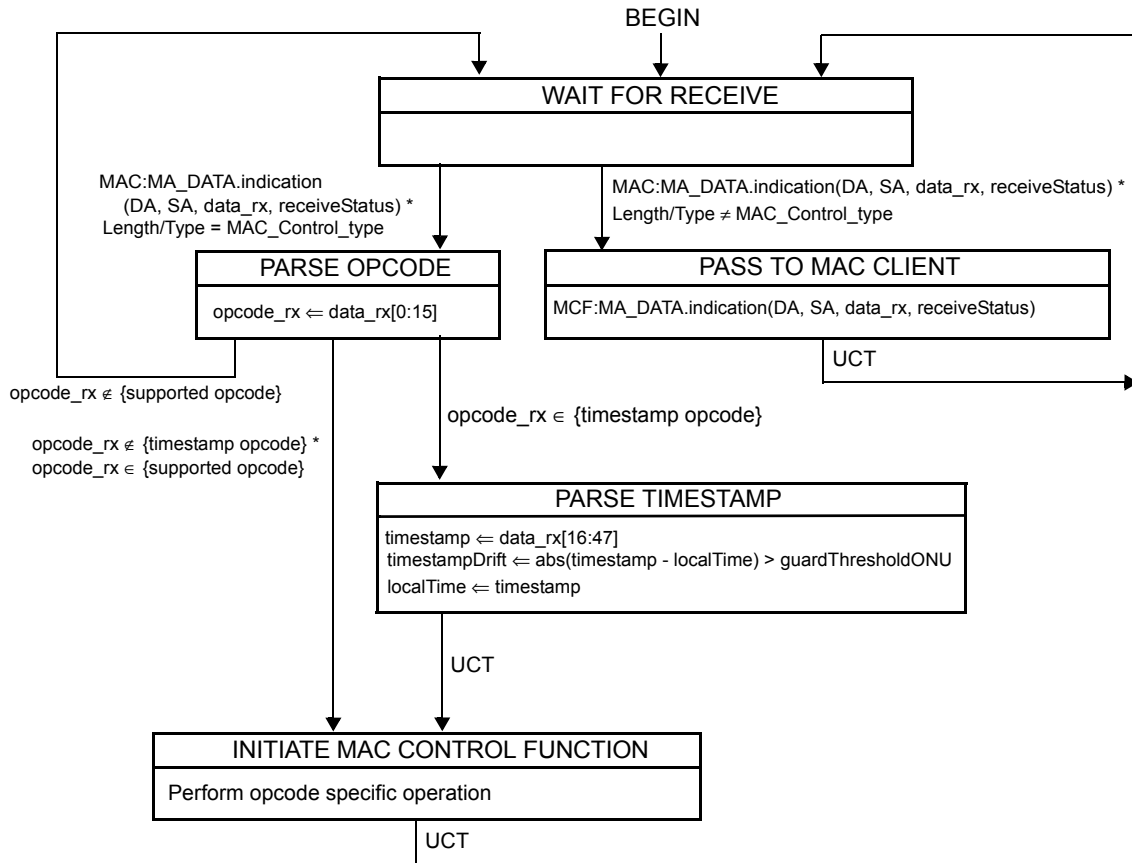 BEGIN
WAIT FOR RECEIVE
MAC:MA_DATA.indication
(DA, SA, data_rx, receiveStatus) *
Length/Type = MAC_Control_type
MAC:MA_DATA.indication(DA, SA, data_rx, receiveStatus) *
Length/Type ≠ MAC_Control_type
PARSE OPCODE
opcode_rx ⇐ data_rx[0:15]
PASS TO MAC CLIENT
MCF:MA_DATA.indication(DA, SA, data_rx, receiveStatus)
UCT
opcode_rx ∉ {supported opcode}
opcode_rx ∈ {timestamp opcode}
opcode_rx ∉ {timestamp opcode} *
opcode_rx ∈ {supported opcode}
PARSE TIMESTAMP
timestamp ⇐ data_rx[16:47]
timestampDrift ⇐ abs(timestamp - localTime) > guardThresholdONU
localTime ⇐ timestamp
UCT
INITIATE MAC CONTROL FUNCTION
Perform opcode specific operation
UCT